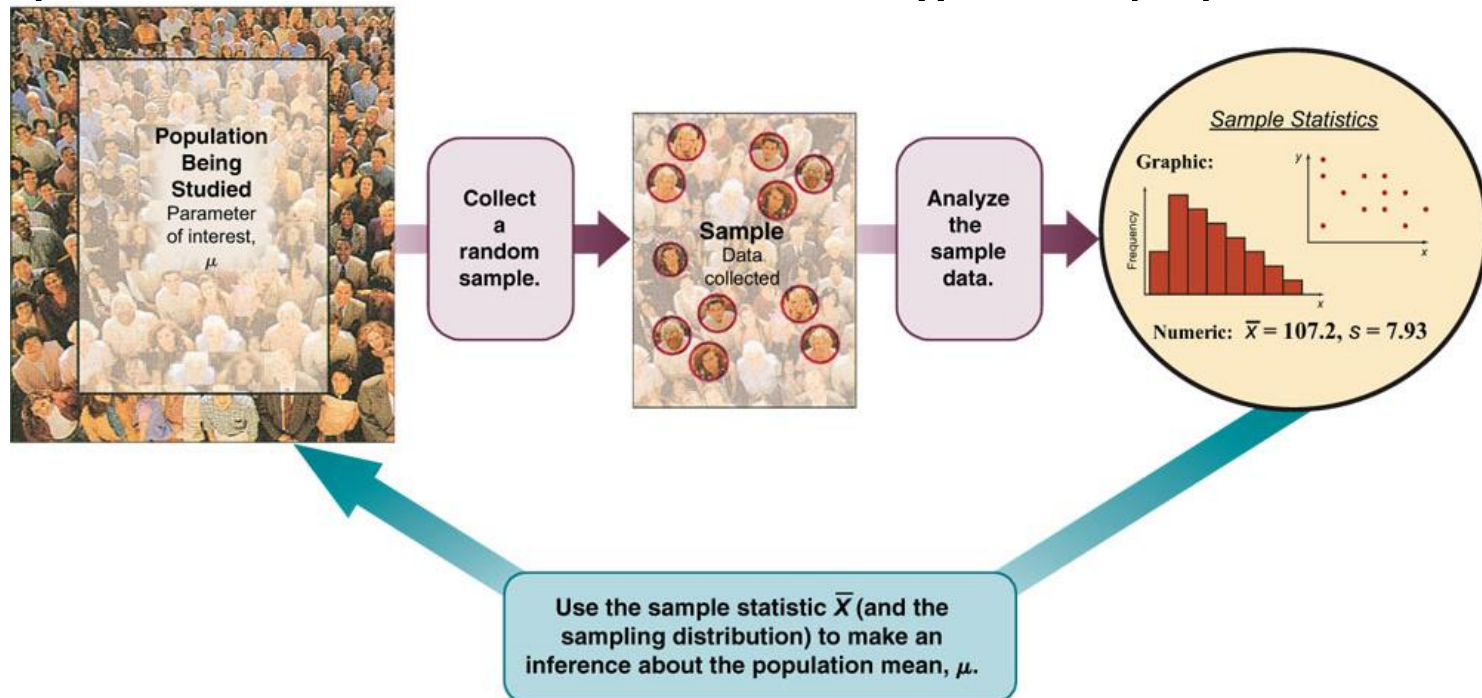 Population
Being
Studied
Parameter
of interest,
μ
Collect
a
random
sample.
Sample
Data
collected
Analyze
the
sample
data.
Sample Statistics
Graphic:
y
x
Frequency
x
Numeric: x̄ = 107.2, s = 7.93
Use the sample statistic X̄ (and the
sampling distribution) to make an
inference about the population mean, μ.